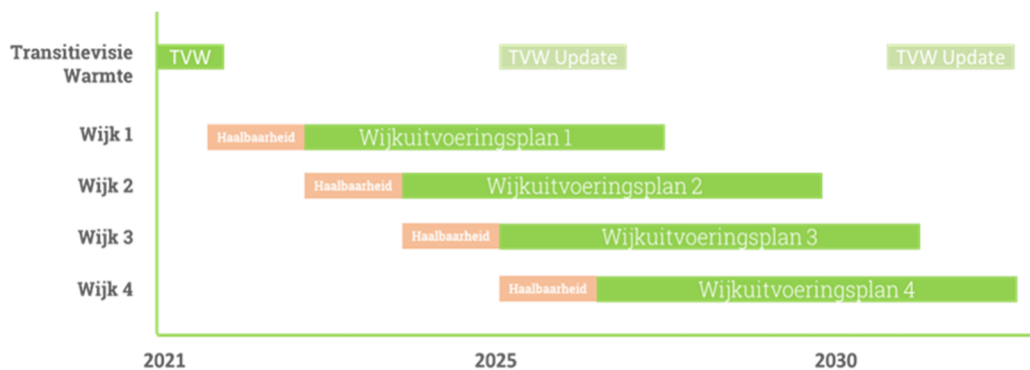 Transitievisie Warmte
TVW
TVW Update
TVW Update
Wijk 1
Haalbaarheid
Wijkuitvoeringsplan 1
Wijk 2
Haalbaarheid
Wijkuitvoeringsplan 2
Wijk 3
Haalbaarheid
Wijkuitvoeringsplan 3
Wijk 4
Haalbaarheid
Wijkuitvoeringsplan 4
2021
2025
2030